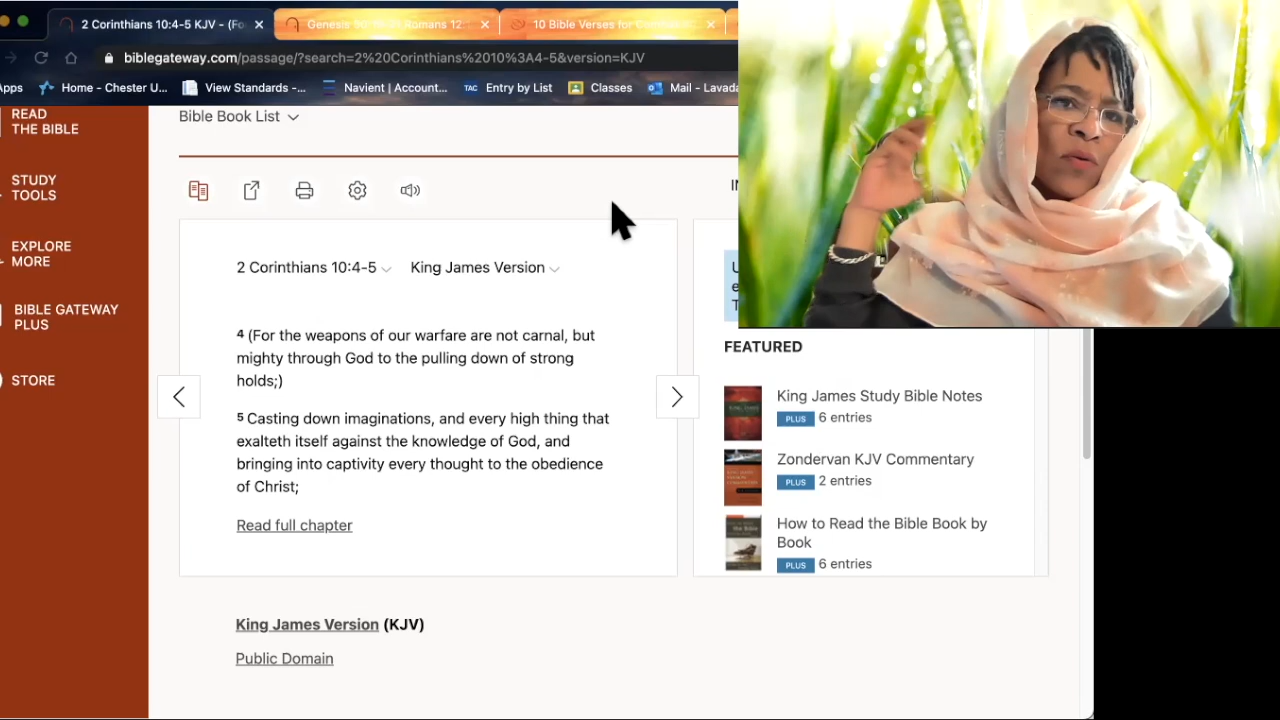 2 Corinthians 10:4-5 KJV - (Fo
Genesis Romans 12
10 Bible Verses for
biblegateway.com/passage/?search=2%20Corinthians%2010%3A4-5&version=KJV
Apps
Home - Chester U...
View Standards -...
Navient | Account...
TAC Entry by List
Classes
Mail - Lavada
READ
THE BIBLE
STUDY
TOOLS
EXPLORE
MORE
BIBLE GATEWAY
PLUS
STORE
Bible Book List
2 Corinthians 10:4-5 King James Version
4 (For the weapons of our warfare are not carnal, but
mighty through God to the pulling down of strong
holds;)
5 Casting down imaginations, and every high thing that
exalteth itself against the knowledge of God, and
bringing into captivity every thought to the obedience
of Christ;
Read full chapter
King James Version (KJV)
Public Domain
FEATURED
King James Study Bible Notes
PLUS 6 entries
Zondervan KJV Commentary
PLUS 2 entries
How to Read the Bible Book by
Book
PLUS 6 entries